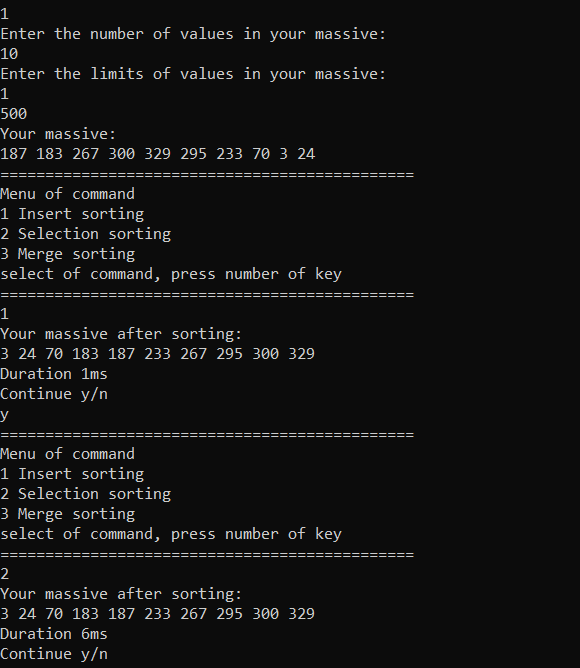 1
Enter the number of values in your massive:
10
Enter the limits of values in your massive:
1
500
Your massive:
187 183 267 300 329 295 233 70 3 24
==============================================
Menu of command
1 Insert sorting
2 Selection sorting
3 Merge sorting
select of command, press number of key
==============================================
1
Your massive after sorting:
3 24 70 183 187 233 267 295 300 329
Duration 1ms
Continue y/n
y
==============================================
Menu of command
1 Insert sorting
2 Selection sorting
3 Merge sorting
select of command, press number of key
==============================================
2
Your massive after sorting:
3 24 70 183 187 233 267 295 300 329
Duration 6ms
Continue y/n